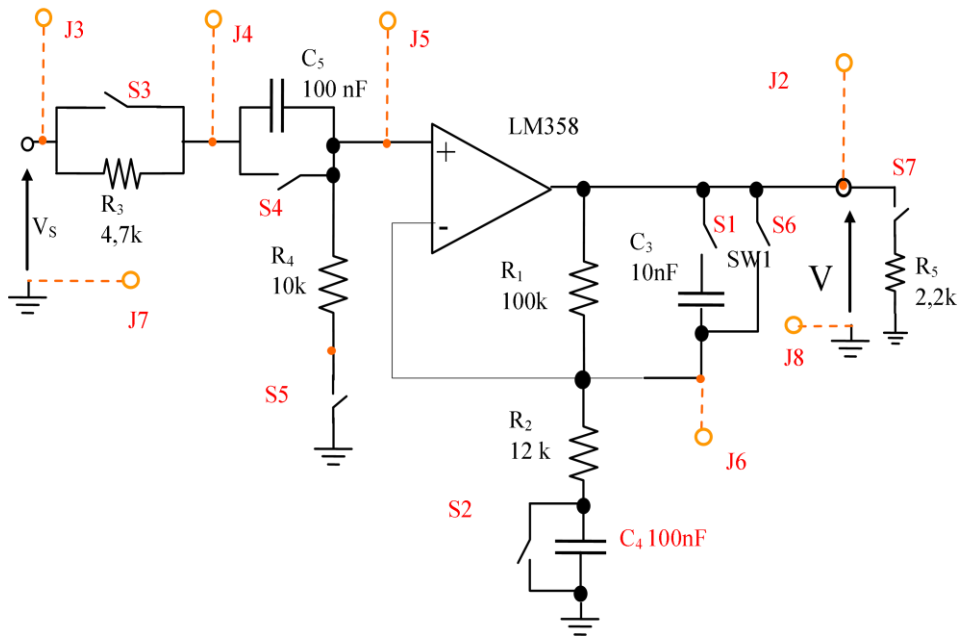 J3
J4
J5
J2
C5
100 nF
S3
LM358
S7
+
R3
4,7k
S4
VS
-
S1
S6
C3
10nF
SW1
R4
10k
R1
100k
V
R5
2,2k
J7
J8
S5
R2
12 k
J6
S2
C4 100nF